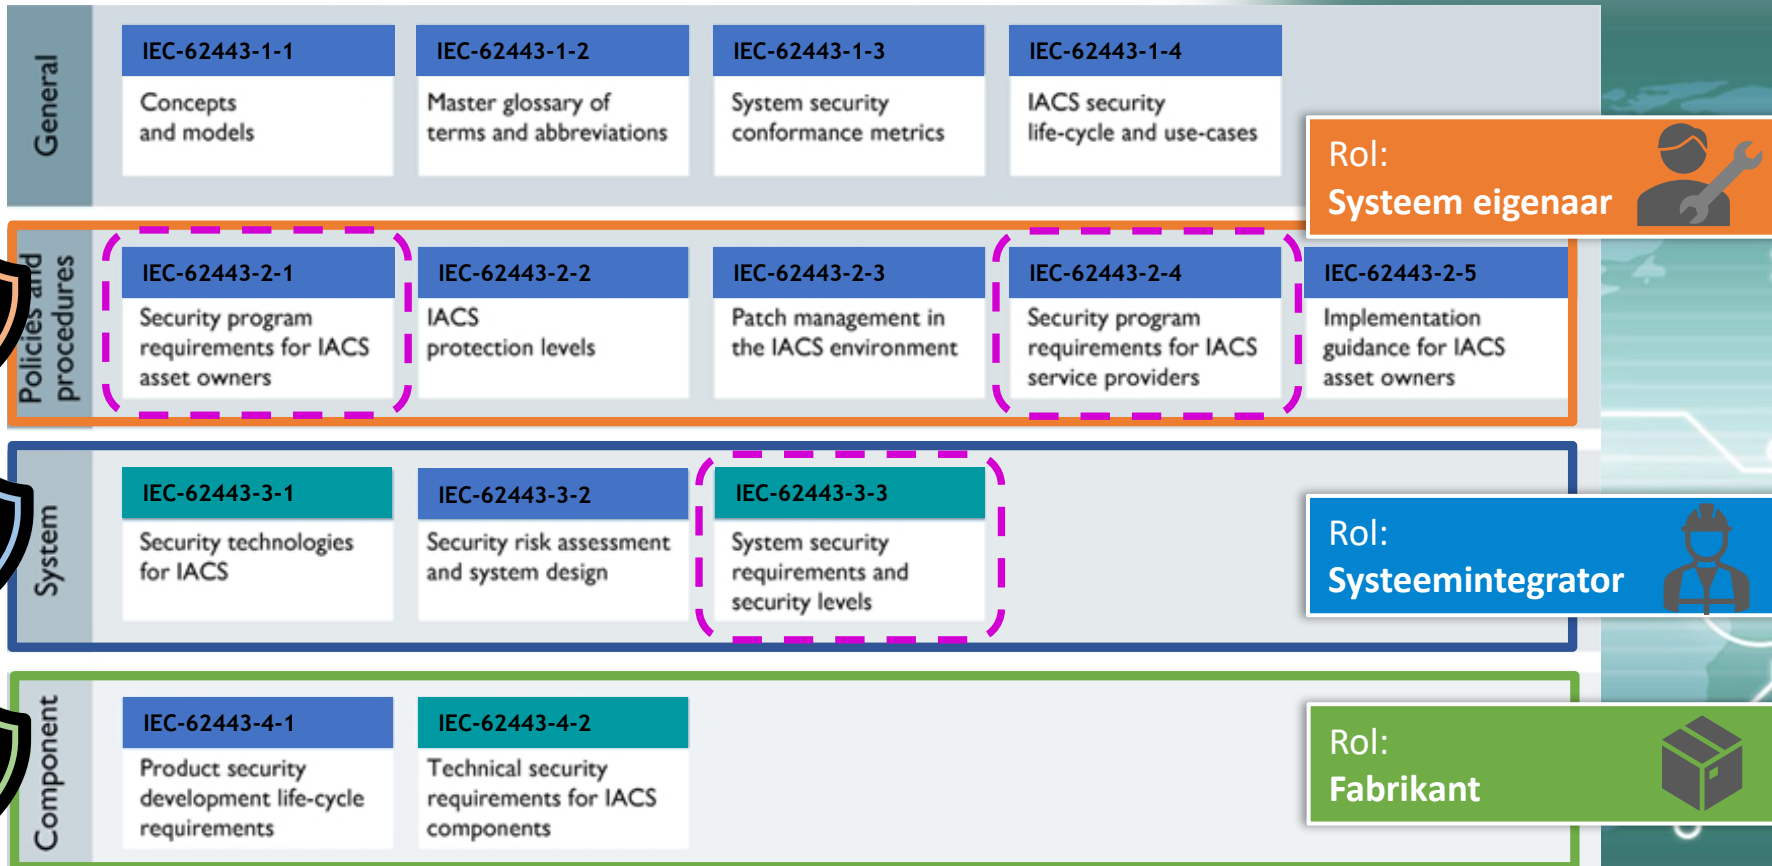 General
IEC-62443-1-1
Concepts
and models
IEC-62443-1-2
Master glossary of
terms and abbreviations
IEC-62443-1-3
System security
conformance metrics
IEC-62443-1-4
IACS security
life-cycle and use-cases
Rol:
Systeem eigenaar
Policies and
procedures
IEC-62443-2-1
Security program
requirements for IACS
asset owners
IEC-62443-2-2
IACS
protection levels
IEC-62443-2-3
Patch management in
the IACS environment
IEC-62443-2-4
Security program
requirements for IACS
service providers
IEC-62443-2-5
Implementation
guidance for IACS
asset owners
System
IEC-62443-3-1
Security technologies
for IACS
IEC-62443-3-2
Security risk assessment
and system design
IEC-62443-3-3
System security
requirements and
security levels
Rol:
Systeemintegrator
Component
IEC-62443-4-1
Product security
development life-cycle
requirements
IEC-62443-4-2
Technical security
requirements for IACS
components
Rol:
Fabrikant